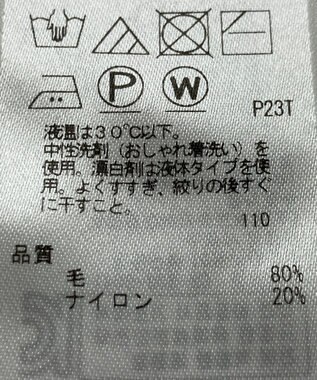 P W
P23T
液温は30℃以下。
中性洗剤(おしゃれ着洗い)を
使用。漂白剤は液体タイプを使
用。よくすすぎ、絞りの後すぐ
に干すこと。
110
品質
毛 80%
ナイロン 20%